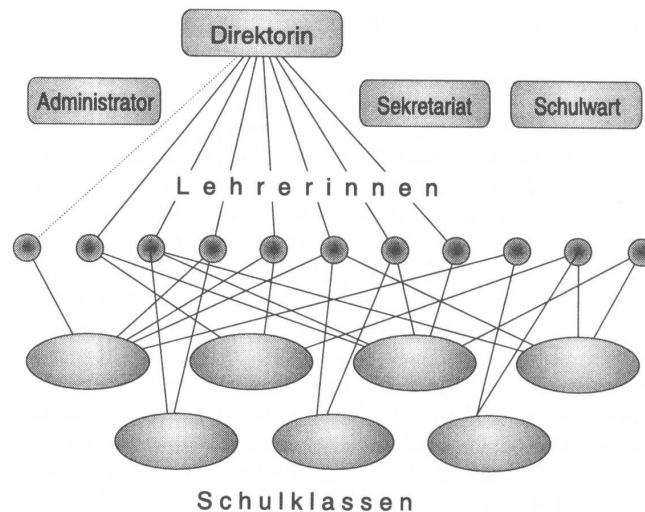 Direktorin
Administrator
Sekretariat
Schulwart
Lehrerinnen
Schulklassen